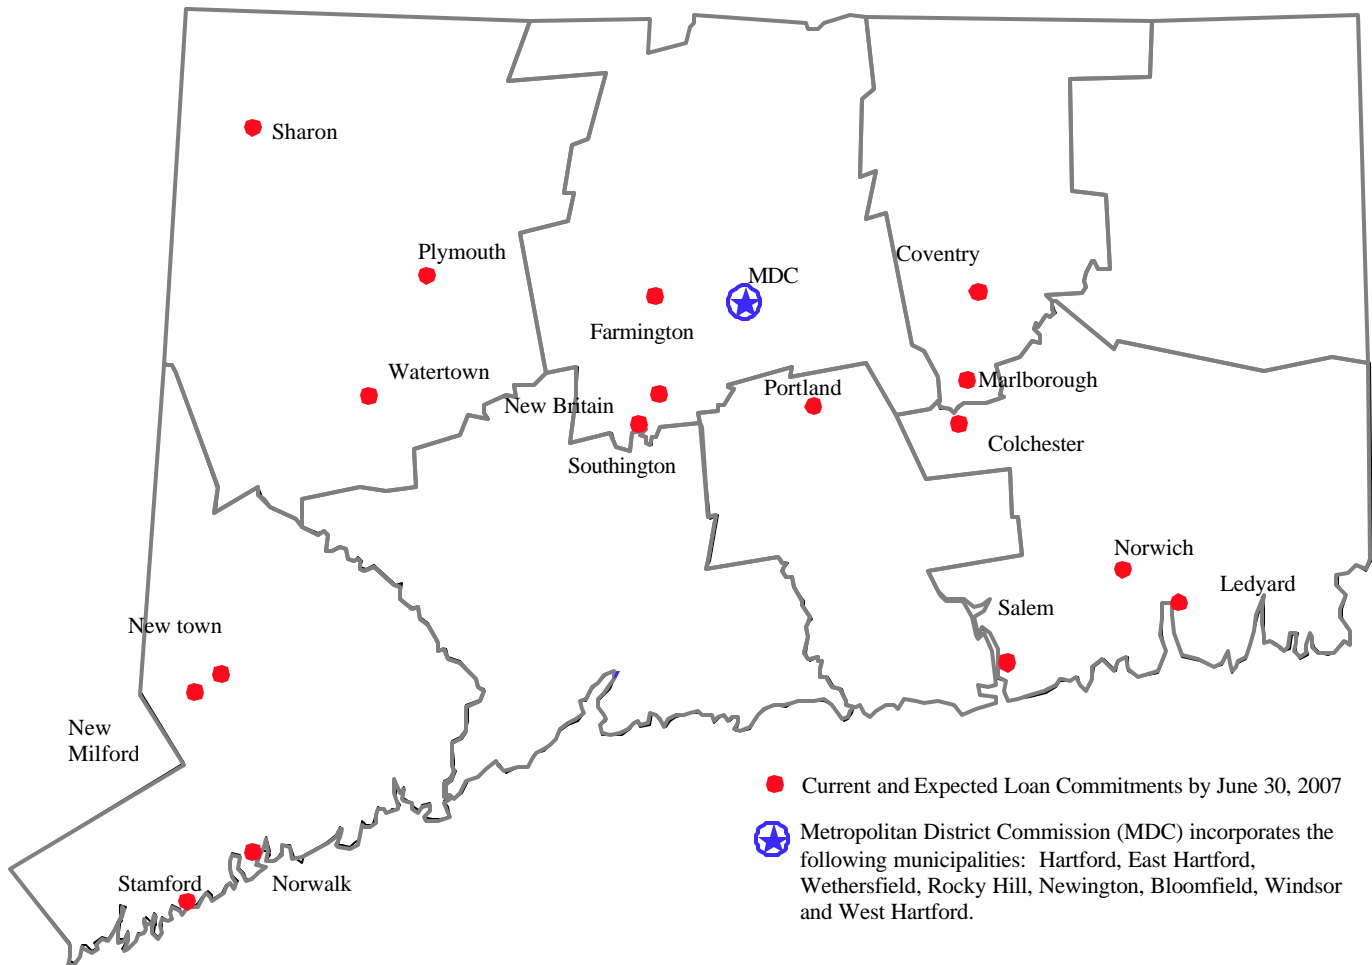 Sharon
Plymouth
Coventry
MDC
Farmington
Watertown
Marlborough
Portland
New Britain
Colchester
Southington
Norwich
Ledyard
Salem
New town
New
Milford
Current and Expected Loan Commitments by June 30, 2007
Metropolitan District Commission (MDC) incorporates the
following municipalities: Hartford, East Hartford,
Wethersfield, Rocky Hill, Newington, Bloomfield, Windsor
and West Hartford.
Stamford
Norwalk